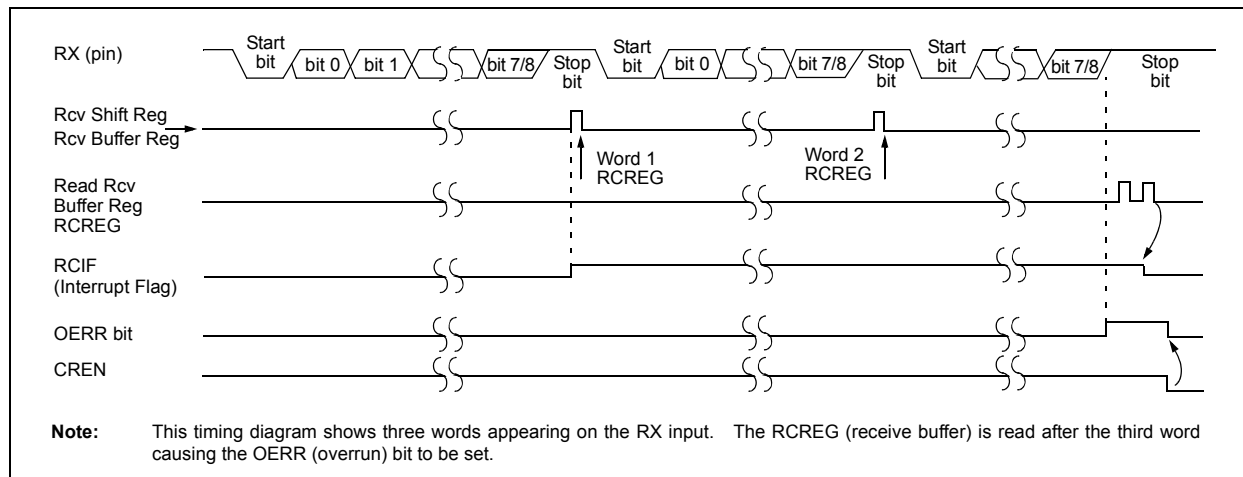 RX (pin)
Start bit
bit 0
bit 1
bit 7/8
Stop bit
Start bit
bit 0
bit 7/8
Stop bit
Start bit
bit 7/8
Stop bit
Rcv Shift Reg
Rcv Buffer Reg
Word 1
RCREG
Word 2
RCREG
Read Rcv
Buffer Reg
RCREG
RCIF
(Interrupt Flag)
OERR bit
CREN
Note: This timing diagram shows three words appearing on the RX input. The RCREG (receive buffer) is read after the third word
causing the OERR (overrun) bit to be set.